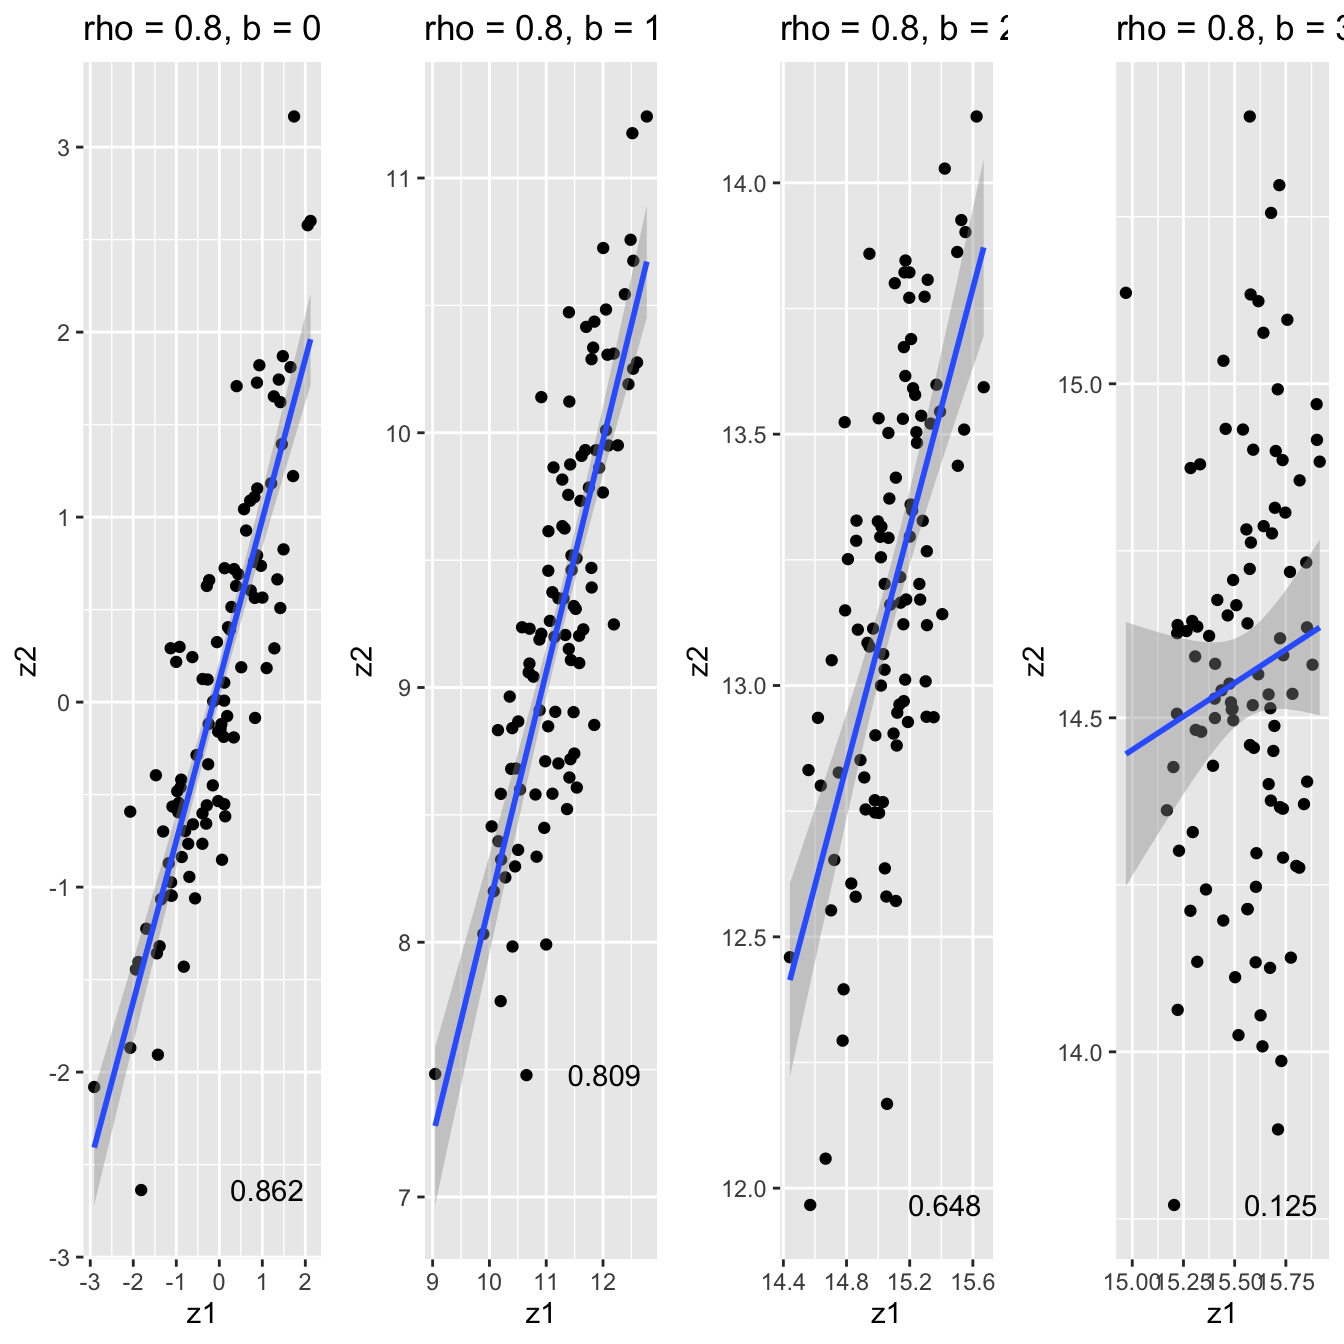 rho = 0.8, b = 0
z2
3
2
1
0
-1
-2
-3
0.862
-3 -2 -1 0 1 2
z1
rho = 0.8, b = 1
z2
11
10
9
8
7
0.809
9 10 11 12
z1
rho = 0.8, b = 2
z2
14.0
13.5
13.0
12.5
12.0
0.648
14.4 14.8 15.2 15.6
z1
rho = 0.8, b = 3
z2
15.0
14.5
14.0
0.125
15.00 15.25 15.50 15.75
z1